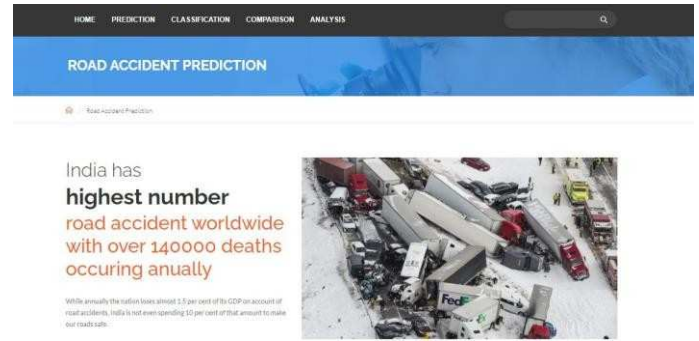 HOME PREDICTION CLASSIFICATION COMPARISON ANALYSIS
ROAD ACCIDENT PREDICTION
Road Accident Prediction
India has
highest number
road accident worldwide
with over 140000 deaths
occuring anually
While annually the nation loses almost 1.5 per cent of its GDP on account of
road accidents, India is not even spending 10 per cent of that amount to make
our roads safe.
FedE